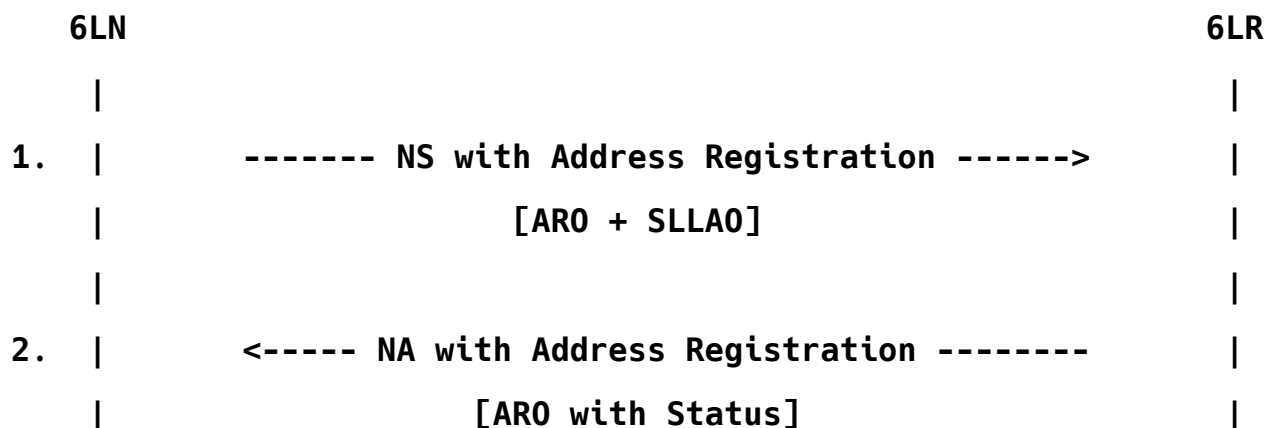 6LN                                                                 6LR
|                                                                   |
1.  |       ------- NS with Address Registration ------>       |
|                       [ARO + SLLAO]                              |
|                                                                   |
2.  |       <----- NA with Address Registration --------       |
|                     [ARO with Status]                            |